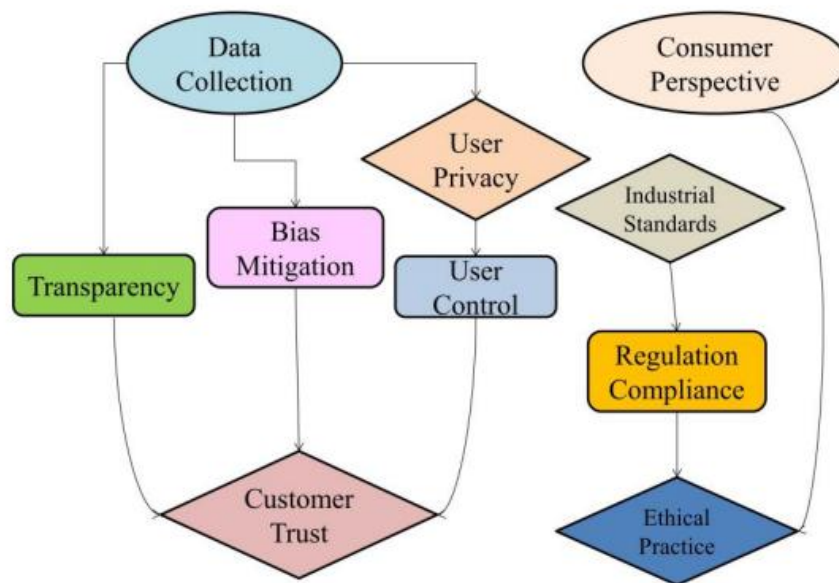 Data
Collection
Consumer
Perspective
User
Privacy
Industrial
Standards
Bias
Mitigation
Transparency
User
Control
Regulation
Compliance
Customer
Trust
Ethical
Practice